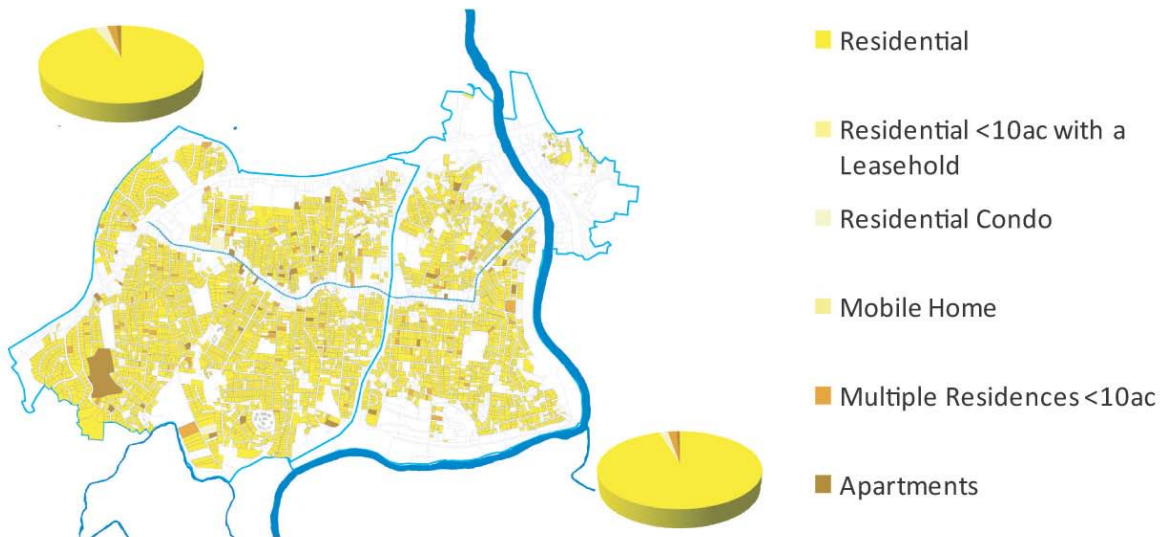 Residential
Residential <10ac with a
Leasehold
Residential Condo
Mobile Home
Multiple Residences <10ac
Apartments